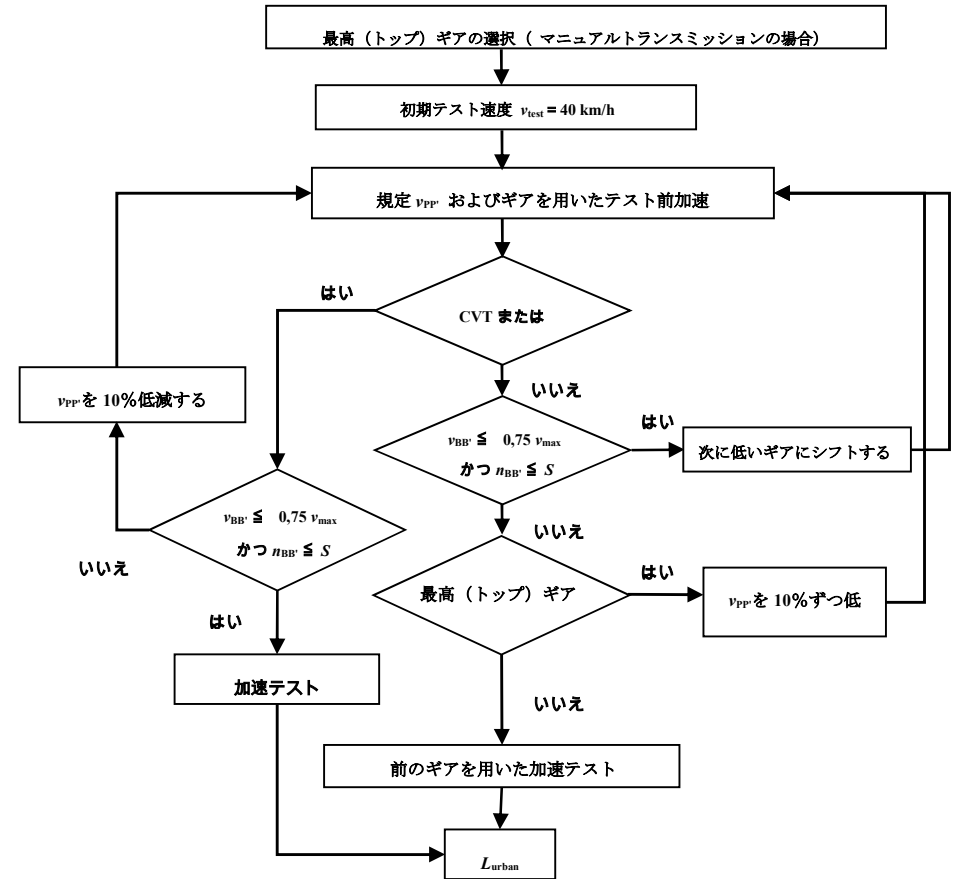 最高（トップ）ギアの選択（ マニュアルトランスミッションの場合）
初期テスト速度 vtest = 40 km/h
規定 vPP' およびギアを用いたテスト前加速
はい
CVT または
vPP'を 10％低減する
いいえ
vBB' ≦ 0,75 vmax
かつ nBB' ≦ S
はい
次に低いギアにシフトする
vBB' ≦ 0,75 vmax
かつ nBB' ≦ S
いいえ
いいえ
最高（トップ）ギア
はい
vPP'を 10％ずつ低
はい
加速テスト
いいえ
前のギアを用いた加速テスト
Lurban